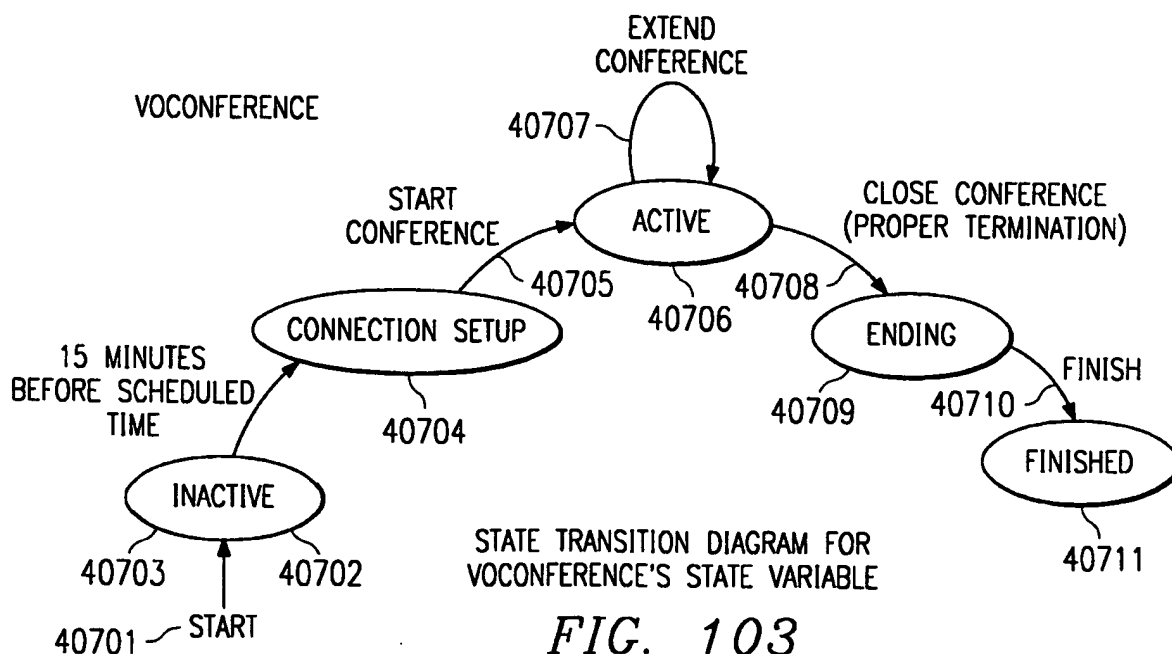 EXTEND
CONFERENCE
VOCONFERENCE
40707
START
CONFERENCE
ACTIVE
CLOSE CONFERENCE
(PROPER TERMINATION)
40705
40706
40708
CONNECTION SETUP
ENDING
15 MINUTES
BEFORE SCHEDULED
TIME
40704
40709
40710
FINISH
INACTIVE
FINISHED
40703
40702
STATE TRANSITION DIAGRAM FOR
VOCONFERENCE'S STATE VARIABLE
40711
40701
START
FIG. 103